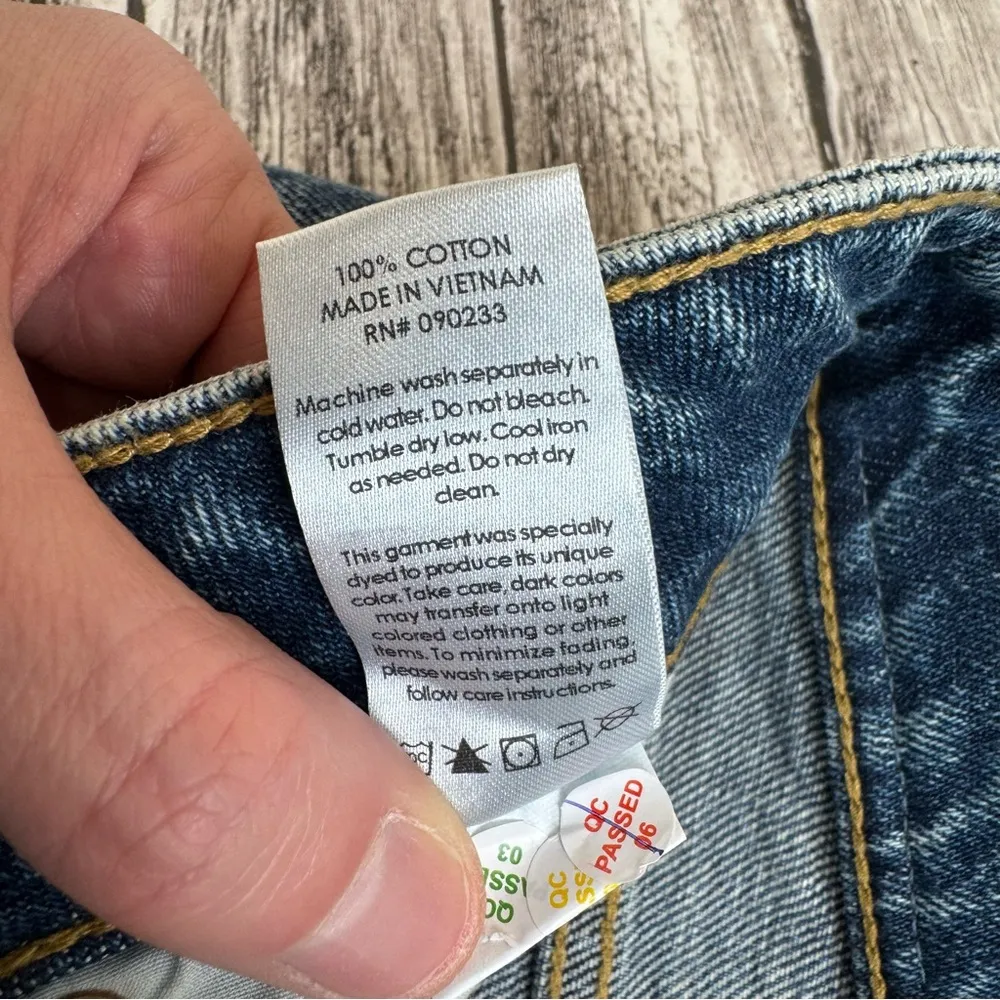 100% COTTON
MADE IN VIETNAM
RN# 090233
Machine wash separately in
cold water. Do not bleach.
Tumble dry low. Cool iron
as needed. Do not dry
clean.
This garment was specially
dyed to produce its unique
color. Take care, dark colors
may transfer onto light
colored clothing or other
items. To minimize fading,
please wash separately and
follow care instructions.
QC
PASSED
06
QC
03
QC